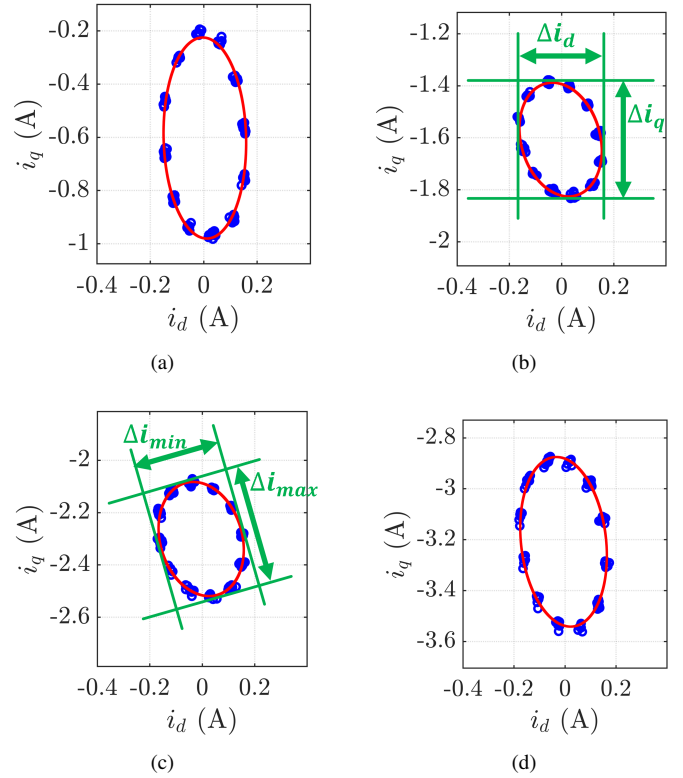 -0.2
-0.4
-0.6
-0.8
-1
i_q (A)
-0.4 -0.2 0 0.2
i_d (A)
(a)
-1.2
-1.4
-1.6
-1.8
-2
i_q (A)
Δi_d
Δi_q
-0.4 -0.2 0 0.2
i_d (A)
(b)
-2
-2.2
-2.4
-2.6
i_q (A)
Δi_min
Δi_max
-0.4 -0.2 0 0.2
i_d (A)
(c)
-2.8
-3
-3.2
-3.4
-3.6
i_q (A)
-0.4 -0.2 0 0.2
i_d (A)
(d)